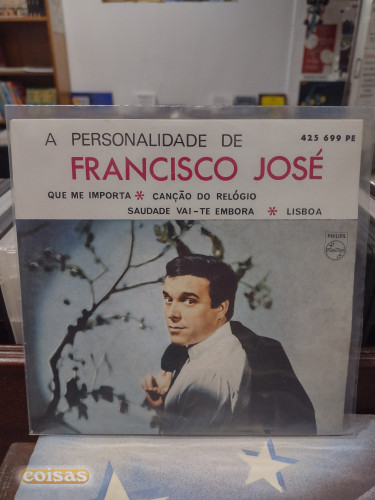 A PERSONALIDADE DE
425 699 PE
FRANCISCO JOSÉ
QUE ME IMPORTA * CANÇÃO DO RELÓGIO
SAUDADE VAI-TE EMBORA * LISBOA
PHILIPS
coisas